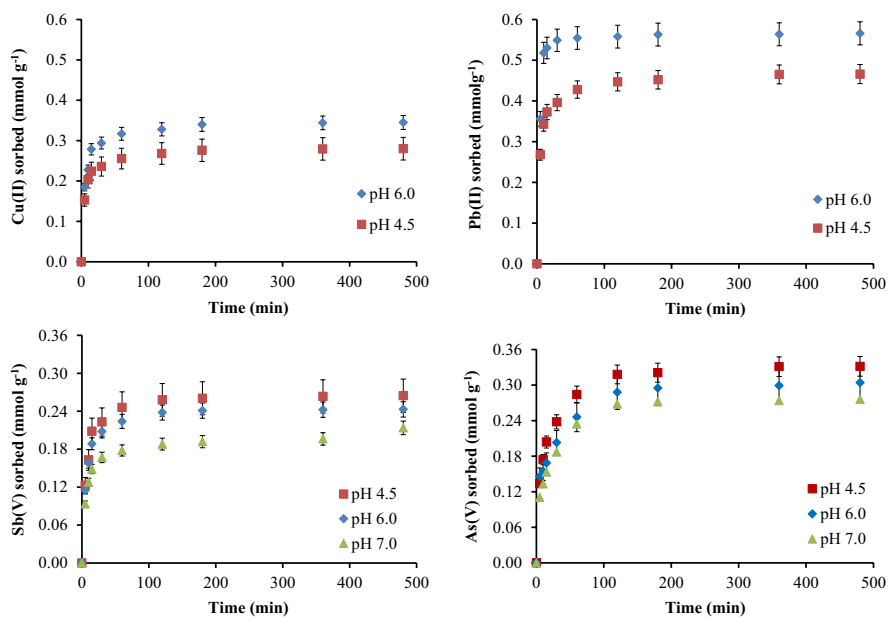 0.6
0.5
0.4
0.3
0.2
0.1
0.0
Cu(II) sorbed (mmol g-1)
pH 6.0
pH 4.5
0 100 200 300 400 500
Time (min)
0.6
0.5
0.4
0.3
0.2
0.1
0.0
Pb(II) sorbed (mmolg-1)
pH 6.0
pH 4.5
0 100 200 300 400 500
Time (min)
0.36
0.30
0.24
0.18
0.12
0.06
0.00
Sb(V) sorbed (mmol g-1)
pH 4.5
pH 6.0
pH 7.0
0 100 200 300 400 500
Time (min)
0.36
0.30
0.24
0.18
0.12
0.06
0.00
As(V) sorbed (mmol g-1)
pH 4.5
pH 6.0
pH 7.0
0 100 200 300 400 500
Time (min)